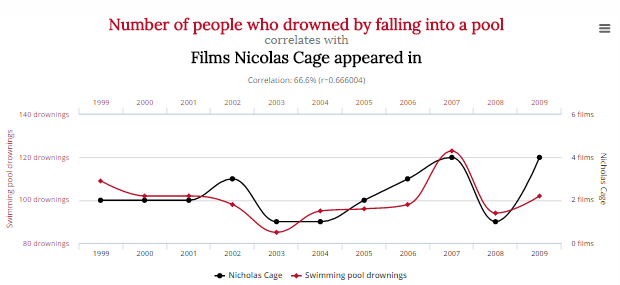 Number of people who drowned by falling into a pool
correlates with
Films Nicolas Cage appeared in
Correlation: 66.6% (r=0.666004)
1999 2000 2001 2002 2003 2004 2005 2006 2007 2008 2009
140 drownings 6 films
120 drownings 4 films
100 drownings 2 films
80 drownings 0 films
Swimming pool drownings
Nicholas Cage
1999 2000 2001 2002 2003 2004 2005 2006 2007 2008 2009
Nicholas Cage Swimming pool drownings